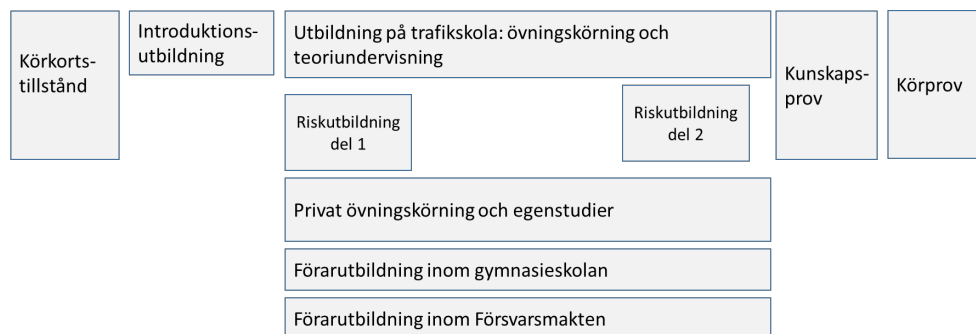 Körkorts-
tillstånd
Introduktions-
utbildning
Utbildning på trafikskola: övningskörning och
teoriundervisning
Kunskaps-
prov
Körprov
Riskutbildning
del 1
Riskutbildning
del 2
Privat övningskörning och egenstudier
Förarutbildning inom gymnasieskolan
Förarutbildning inom Försvarsmakten